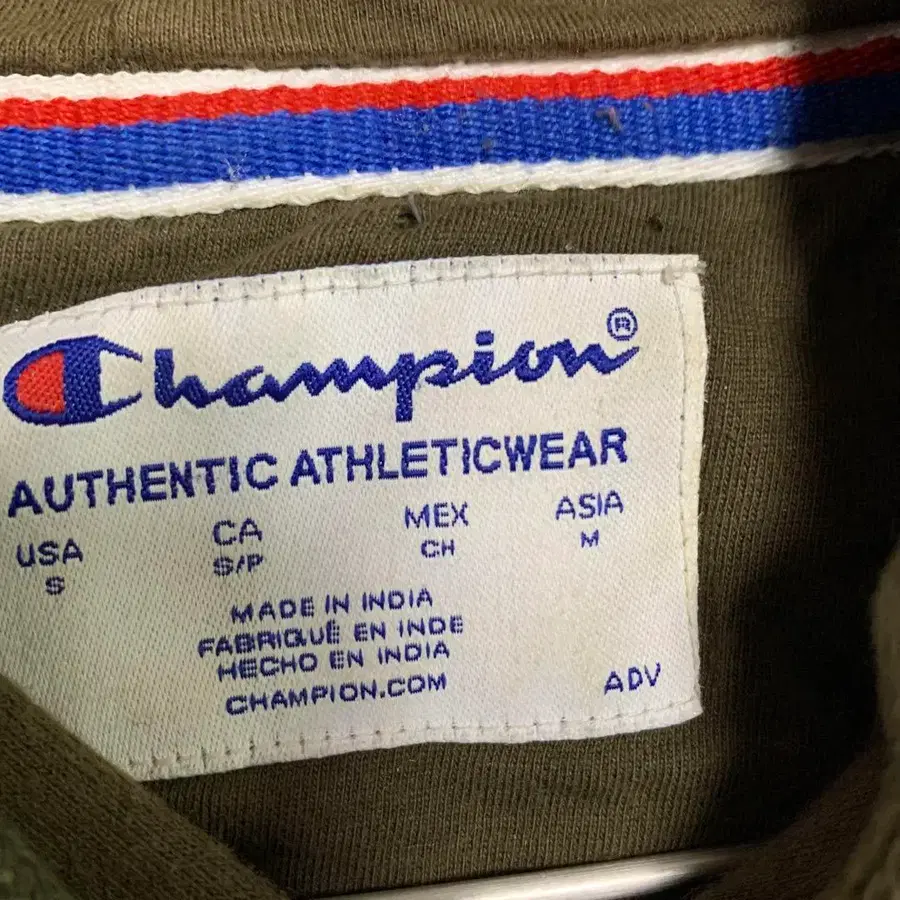 Champion®
AUTHENTIC ATHLETICWEAR
USA CA MEX ASIA
S S/P CH M
MADE IN INDIA
FABRIQUÉ EN INDE
HECHO EN INDIA
CHAMPION.COM ADV